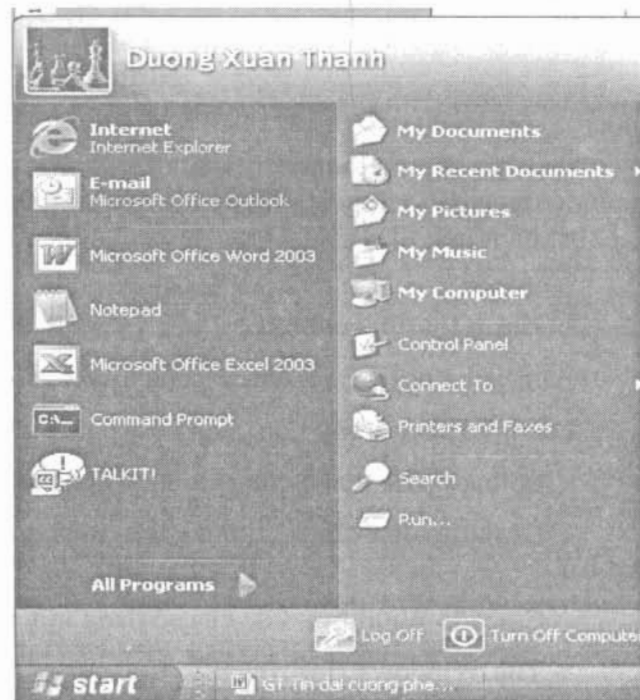 Duong Xuan Thanh
Internet
Internet Explorer
E-mail
Microsoft Office Outlook
Microsoft Office Word 2003
Notepad
Microsoft Office Excel 2003
Command Prompt
TALKIT!
All Programs
My Documents
My Recent Documents
My Pictures
My Music
My Computer
Control Panel
Connect To
Printers and Faxes
Search
Run...
Log Off
Turn Off Computer
start
GT Tin dai cuong phe...